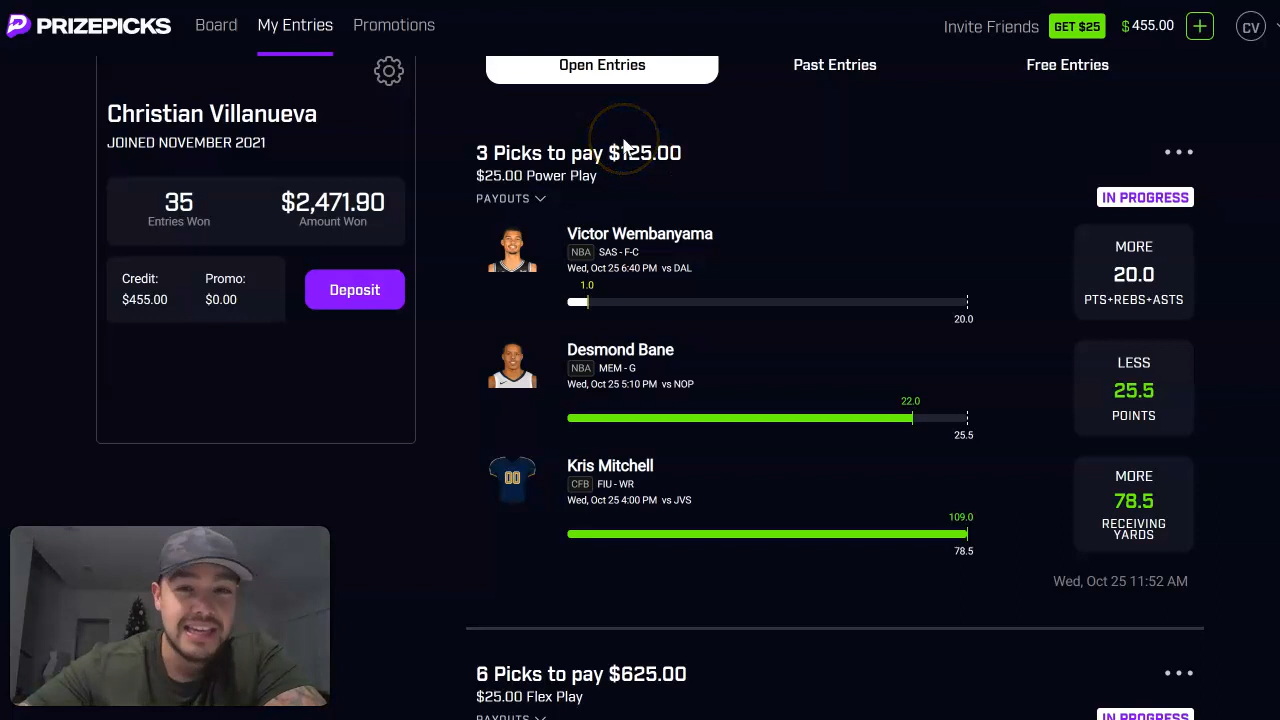 PRIZEPICKS Board My Entries Promotions Invite Friends GET $25 $455.00 + CV
Open Entries Past Entries Free Entries
Christian Villanueva
JOINED NOVEMBER 2021
35 $2,471.90
Entries Won Amount Won
Credit: Promo:
$455.00 $0.00
Deposit
3 Picks to pay $125.00
$25.00 Power Play
PAYOUTS
IN PROGRESS
Victor Wembanyama
NBA SAS - F-C
Wed, Oct 25 6:40 PM vs DAL
1.0
20.0
MORE
20.0
PTS+REBS+ASTS
Desmond Bane
NBA MEM - G
Wed, Oct 25 5:10 PM vs NOP
22.0
25.5
LESS
25.5
POINTS
00
Kris Mitchell
CFB FIU - WR
Wed, Oct 25 4:00 PM vs JVS
109.0
78.5
MORE
78.5
RECEIVING
YARDS
Wed, Oct 25 11:52 AM
6 Picks to pay $625.00
$25.00 Flex Play
PAYOUTS
IN PROGRESS